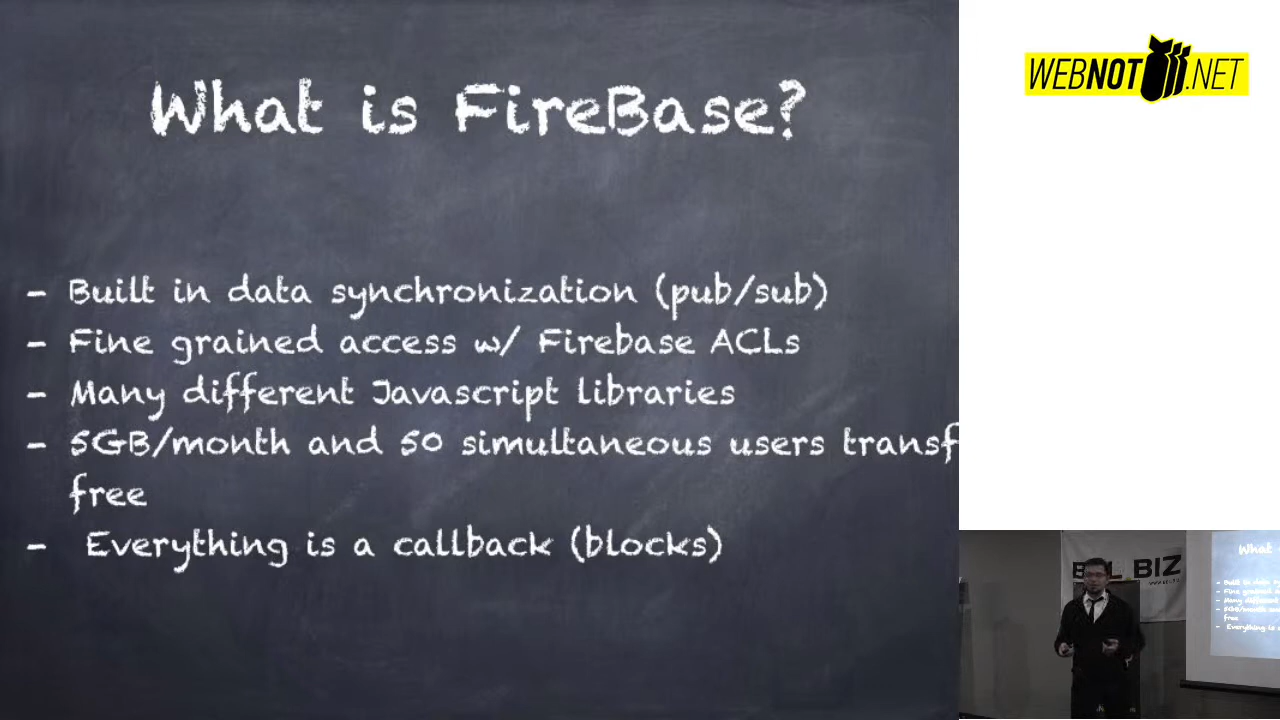 What is FireBase?
- Built in data synchronization (pub/sub)
- Fine grained access w/ Firebase ACLs
- Many different Javascript libraries
- 5GB/month and 50 simultaneous users transf
free
- Everything is a callback (blocks)
WEBNOT.NET
BIZ
What